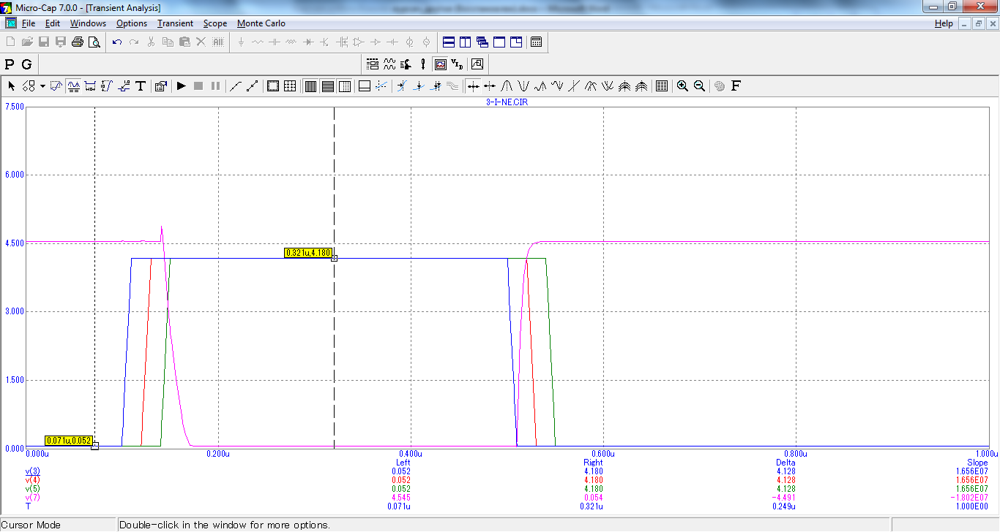 Micro-Cap 7.0.0 - [Transient Analysis]
File Edit Windows Options Transient Scope Monte Carlo Help
P G
T F
3-I-NE.CIR
7.500
6.000
4.500
3.000
1.500
0.000
0.321u,4.180
0.071u,0.052
0.000u 0.200u 0.400u 0.600u 0.800u 1.000u
Left Right Delta Slope
v(3) 0.052 4.180 4.128 1.656E07
v(4) 0.052 4.180 4.128 1.656E07
v(5) 0.052 4.180 4.128 1.656E07
v(7) 4.545 0.054 -4.491 -1.802E07
T 0.071u 0.321u 0.249u 1.000E00
Cursor Mode Double-click in the window for more options.